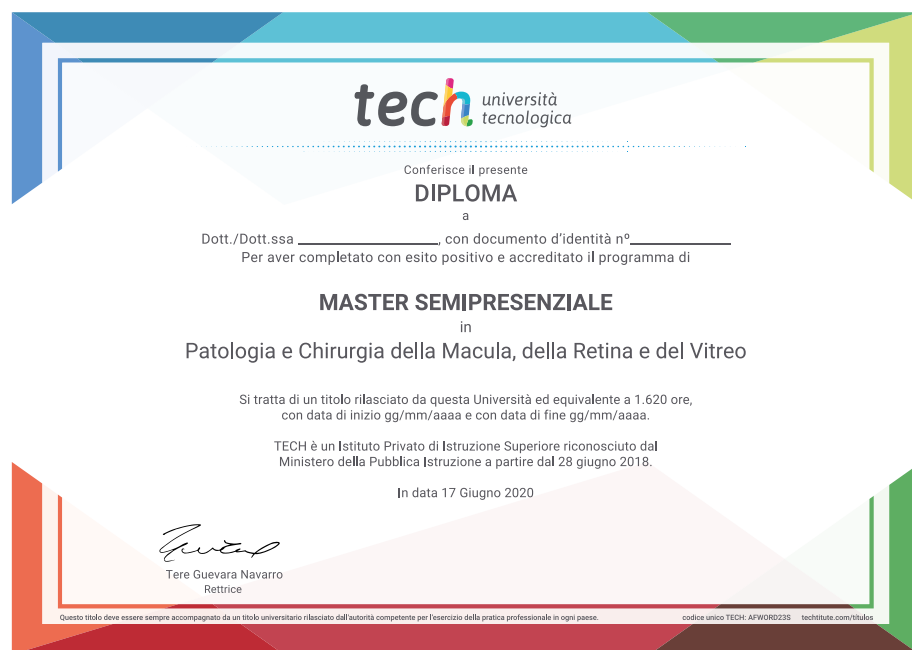 tech università
tecnologica
Conferisce il presente
DIPLOMA
a
Dott./Dott.ssa ____________________, con documento d'identità nº______________
Per aver completato con esito positivo e accreditato il programma di
MASTER SEMIPRESENZIALE
in
Patologia e Chirurgia della Macula, della Retina e del Vitreo
Si tratta di un titolo rilasciato da questa Università ed equivalente a 1.620 ore,
con data di inizio gg/mm/aaaa e con data di fine gg/mm/aaaa.
TECH è un Istituto Privato di Istruzione Superiore riconosciuto dal
Ministero della Pubblica Istruzione a partire dal 28 giugno 2018.
In data 17 Giugno 2020
Tere Guevara Navarro
Rettrice
Questo titolo deve essere sempre accompagnato da un titolo universitario rilasciato dall'autorità competente per l'esercizio della pratica professionale in ogni paese. codice unico TECH: AFWORD23S techtitute.com/títulos